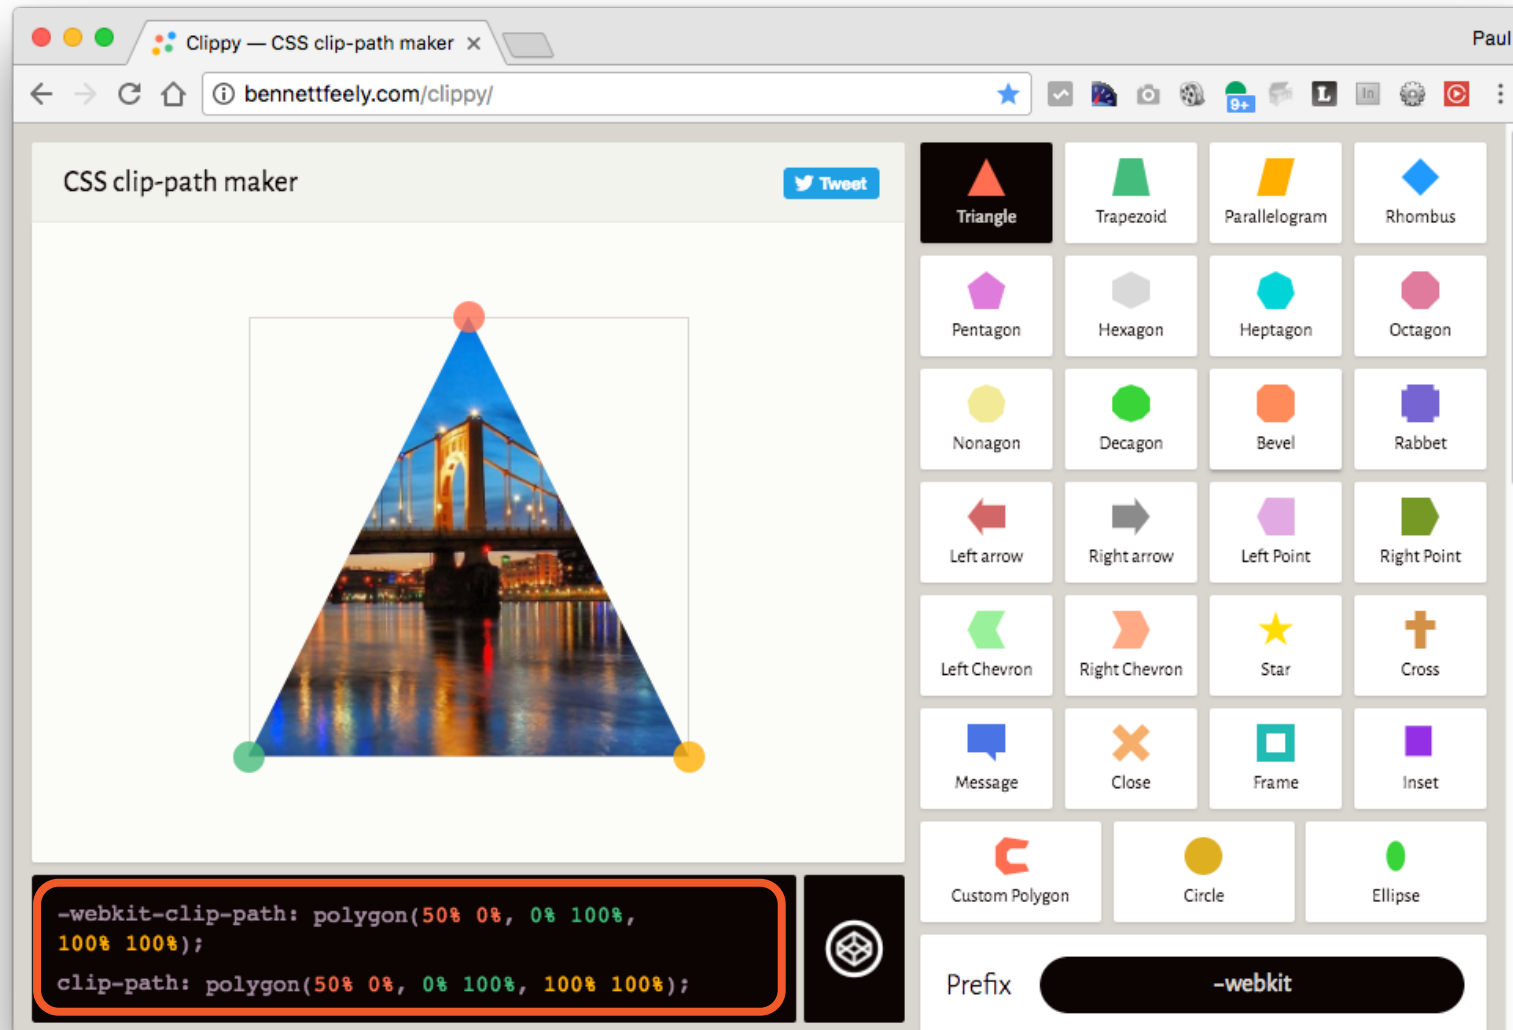 Clippy — CSS clip-path maker
Paul
bennettfeely.com/clippy/
9+
L
In
CSS clip-path maker
Tweet
Triangle
Trapezoid
Parallelogram
Rhombus
Pentagon
Hexagon
Heptagon
Octagon
Nonagon
Decagon
Bevel
Rabbet
Left arrow
Right arrow
Left Point
Right Point
Left Chevron
Right Chevron
Star
Cross
Message
Close
Frame
Inset
Custom Polygon
Circle
Ellipse
-webkit-clip-path: polygon(50% 0%, 0% 100%,
100% 100%);
clip-path: polygon(50% 0%, 0% 100%, 100% 100%);
Prefix
-webkit